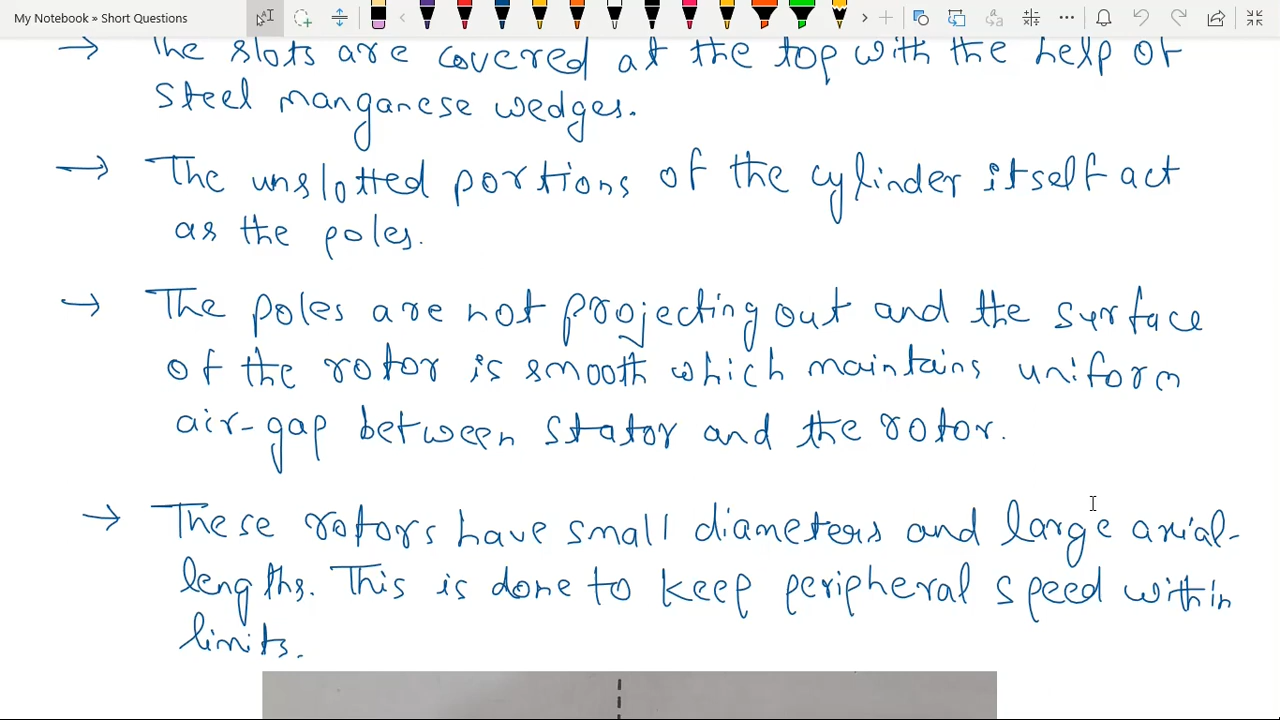 My Notebook » Short Questions
→ The slots are covered at the top with the help of
Steel manganese wedges.
→ The unslotted portions of the cylinder itself act
as the poles.
→ The poles are not projecting out and the surface
of the rotor is smooth which maintains uniform
air-gap between stator and the rotor.
→ These rotors have small diameters and large axial-
lengths. This is done to keep peripheral speed within
limits.